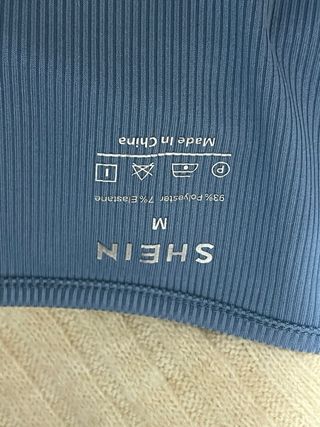 SHEIN
M
93% Polyester 7% Elastane
P
Made in China